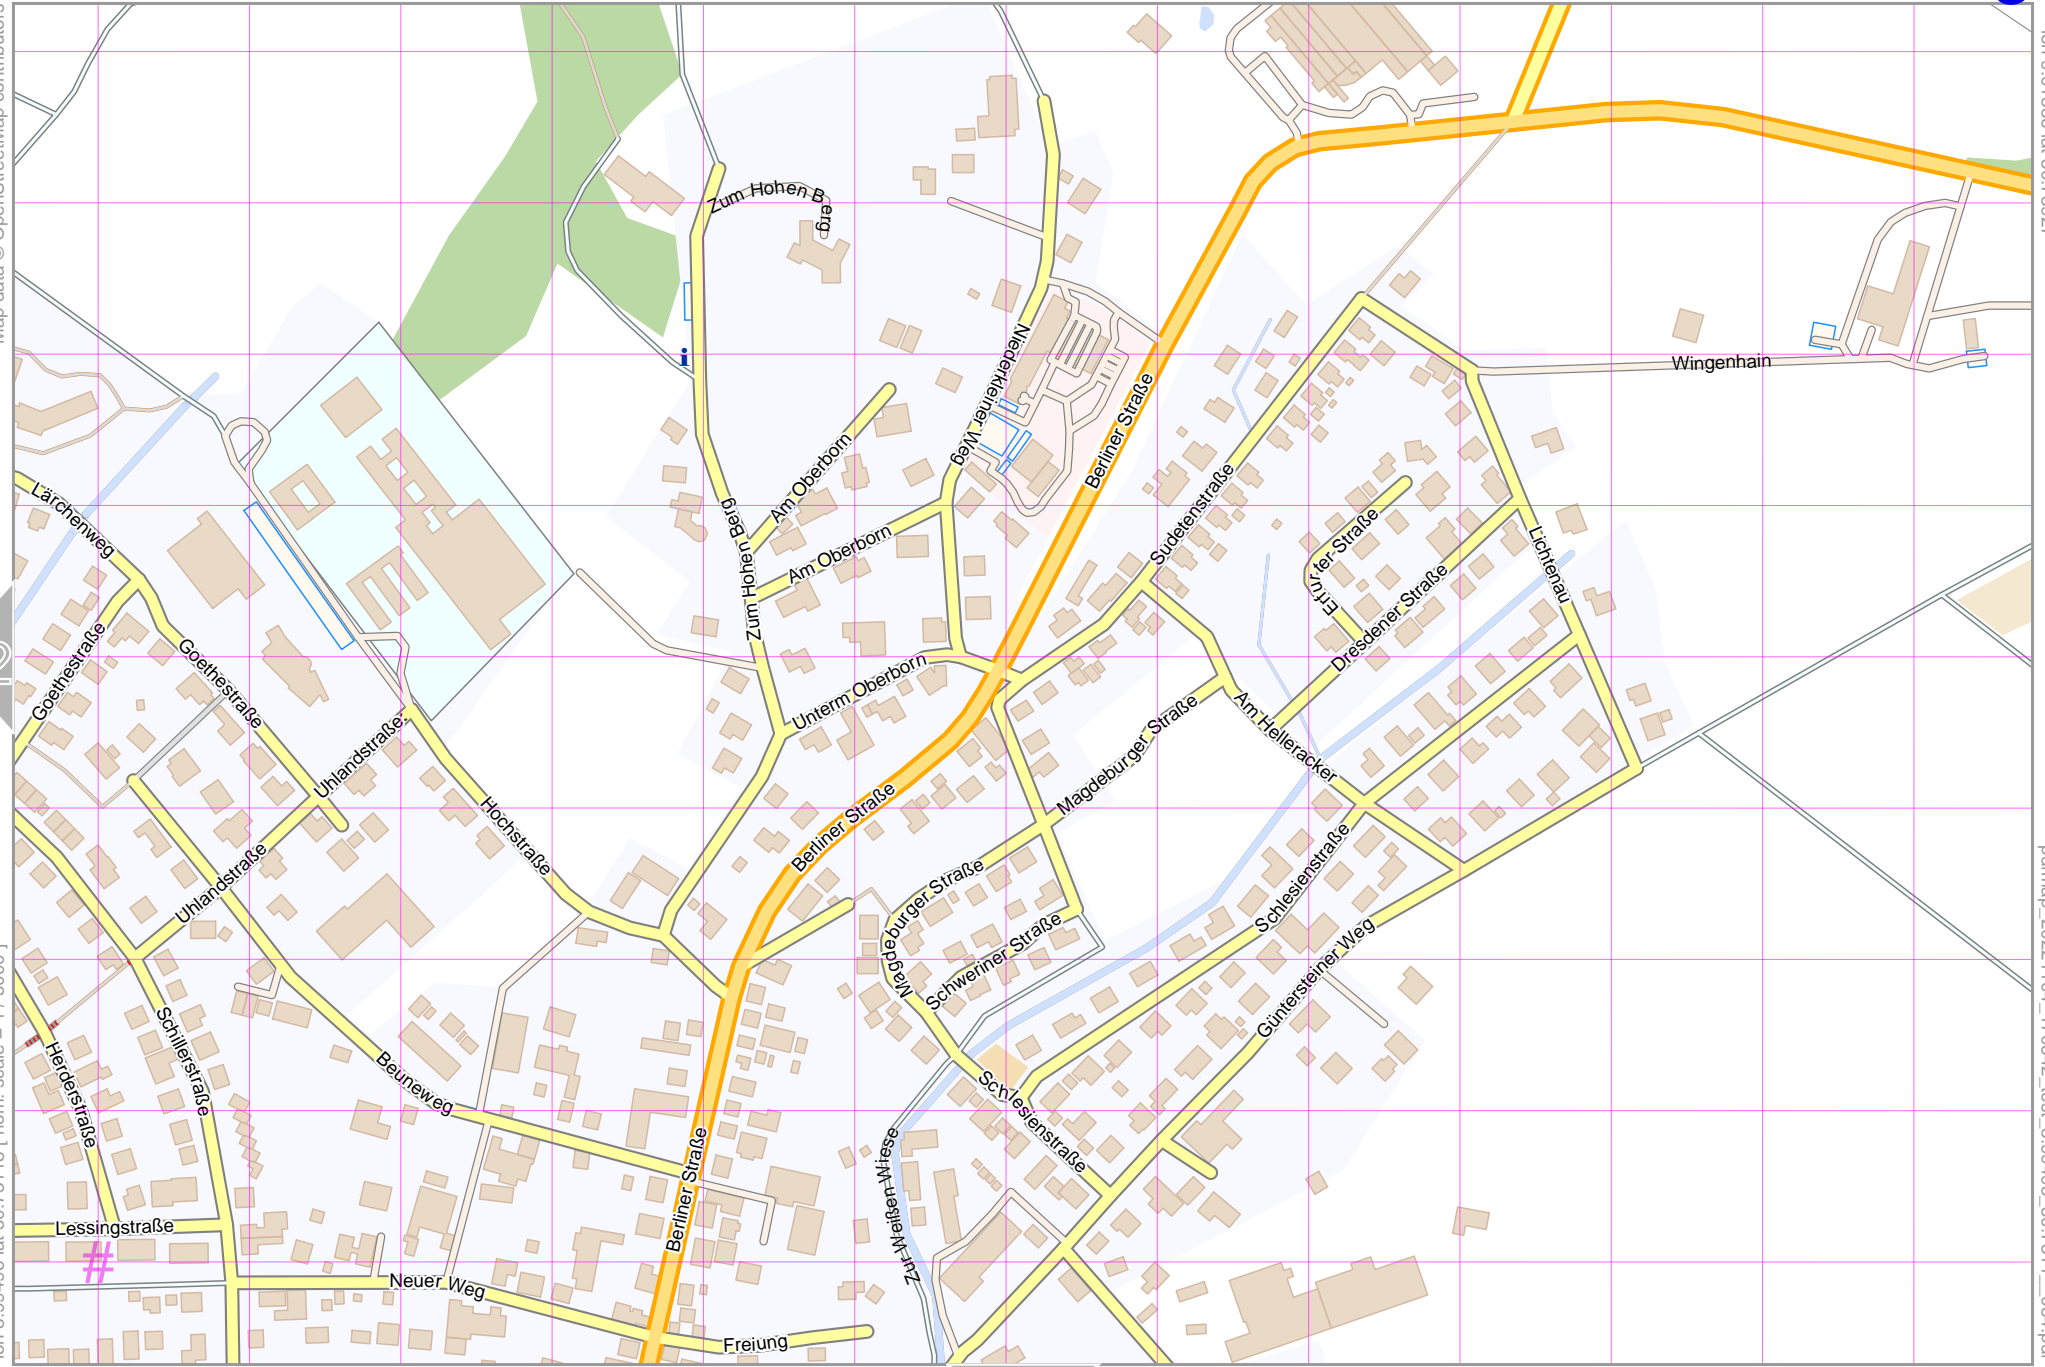 Zum Hohen Berg
i
Wingenhain
Niederkleiner Weg
Berliner Straße
Am Oberborn
Sudetenstraße
Lärchenweg
Zum Hohen Berg
Am Oberborn
Erfurter Straße
Lichtenau
Dresdener Straße
Goethestraße
Goethestraße
Unterm Oberborn
Magdeburger Straße
Am Helleracker
Uhlandstraße
Hochstraße
Berliner Straße
Uhlandstraße
Schlesienstraße
Magdeburger Straße
Schweriner Straße
Güntersteiner Weg
Schillerstraße
Herderstraße
Beuneweg
Schlesienstraße
Berliner Straße
Zur Weißen Wiese
Lessingstraße
#
Neuer Weg
Freiung